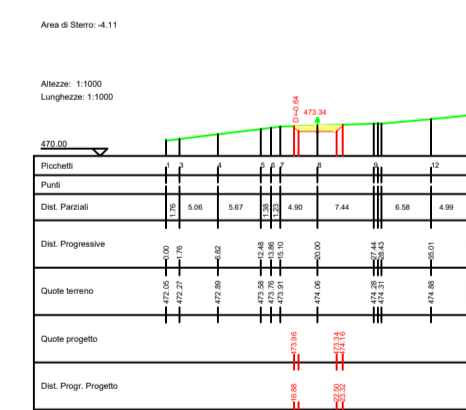 Area di Sterro: -4.11
Altezze: 1:1000
Lunghezze: 1:1000
D=0.64
473.34
470.00
Picchetti 1 3 4 5 6 7 8 9 12
Punti
Dist. Parziali 1.76 5.06 5.67 1.38 1.23 4.90 7.44 6.58 4.99
Dist. Progressive 0.00 1.76 6.82 12.48 13.86 15.10 20.00 27.44 28.43 35.01
Quote terreno 472.05 472.27 472.89 473.58 473.76 473.91 474.06 474.28 474.31 474.88
Quote progetto 473.96 473.34 474.16
Dist. Progr. Progetto 16.88 22.50 23.32